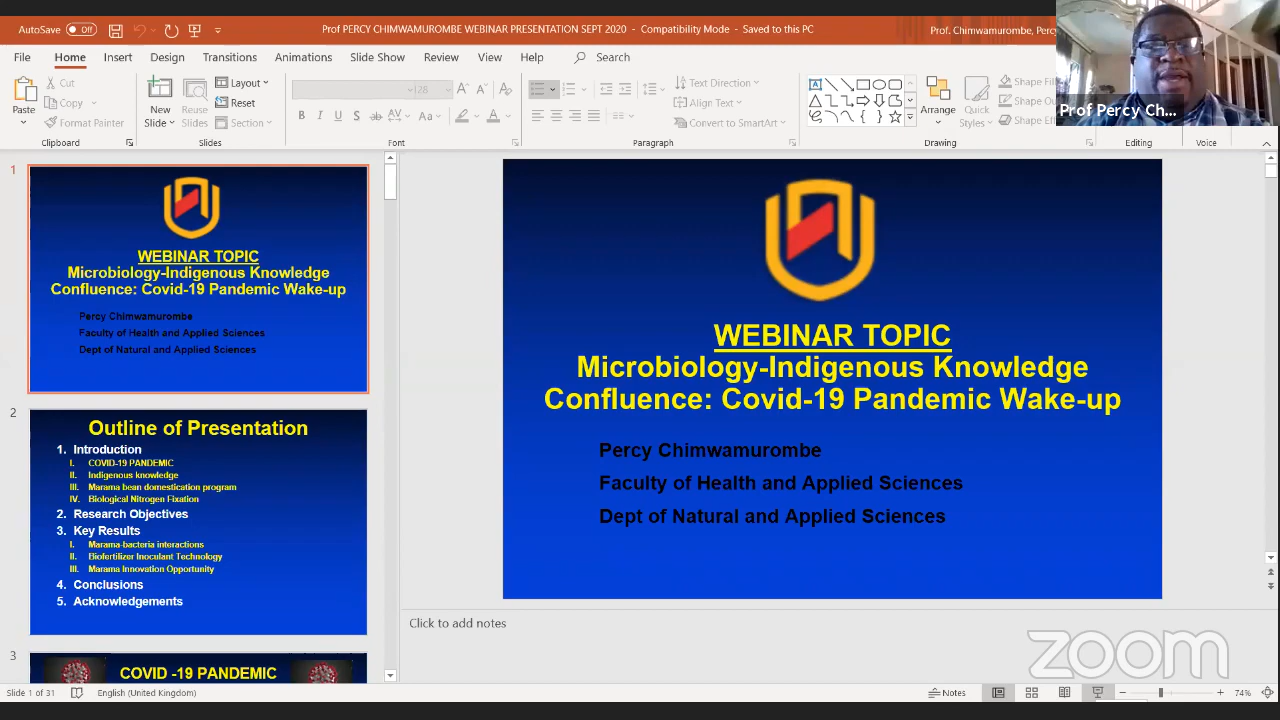 AutoSave Off
Prof PERCY CHIMWAMUROMBE WEBINAR PRESENTATION SEPT 2020 - Compatibility Mode - Saved to this PC
Prof. Chimwamurombe, Percy
File Home Insert Design Transitions Animations Slide Show Review View Help Search
Paste
Cut
Copy
Format Painter
Clipboard
New Slide
Reuse Slides
Layout
Reset
Section
Slides
28
Font
Text Direction
Align Text
Convert to SmartArt
Paragraph
Arrange
Quick Styles
Shape Fi
Shape Ou
Shape Effe
Drawing
Editing
Voice
Prof Percy Ch...
1
WEBINAR TOPIC
Microbiology-Indigenous Knowledge
Confluence: Covid-19 Pandemic Wake-up
Percy Chimwamurombe
Faculty of Health and Applied Sciences
Dept of Natural and Applied Sciences
2
Outline of Presentation
1. Introduction
I. COVID-19 PANDEMIC
II. Indigenous knowledge
III. Marama bean domestication program
IV. Biological Nitrogen Fixation
2. Research Objectives
3. Key Results
I. Marama-bacteria interactions
II. Biofertilizer Inoculant Technology
III. Marama Innovation Opportunity
4. Conclusions
5. Acknowledgements
3
COVID -19 PANDEMIC
WEBINAR TOPIC
Microbiology-Indigenous Knowledge
Confluence: Covid-19 Pandemic Wake-up
Percy Chimwamurombe
Faculty of Health and Applied Sciences
Dept of Natural and Applied Sciences
Click to add notes
zoom
Slide 1 of 31
English (United Kingdom)
Notes
74%